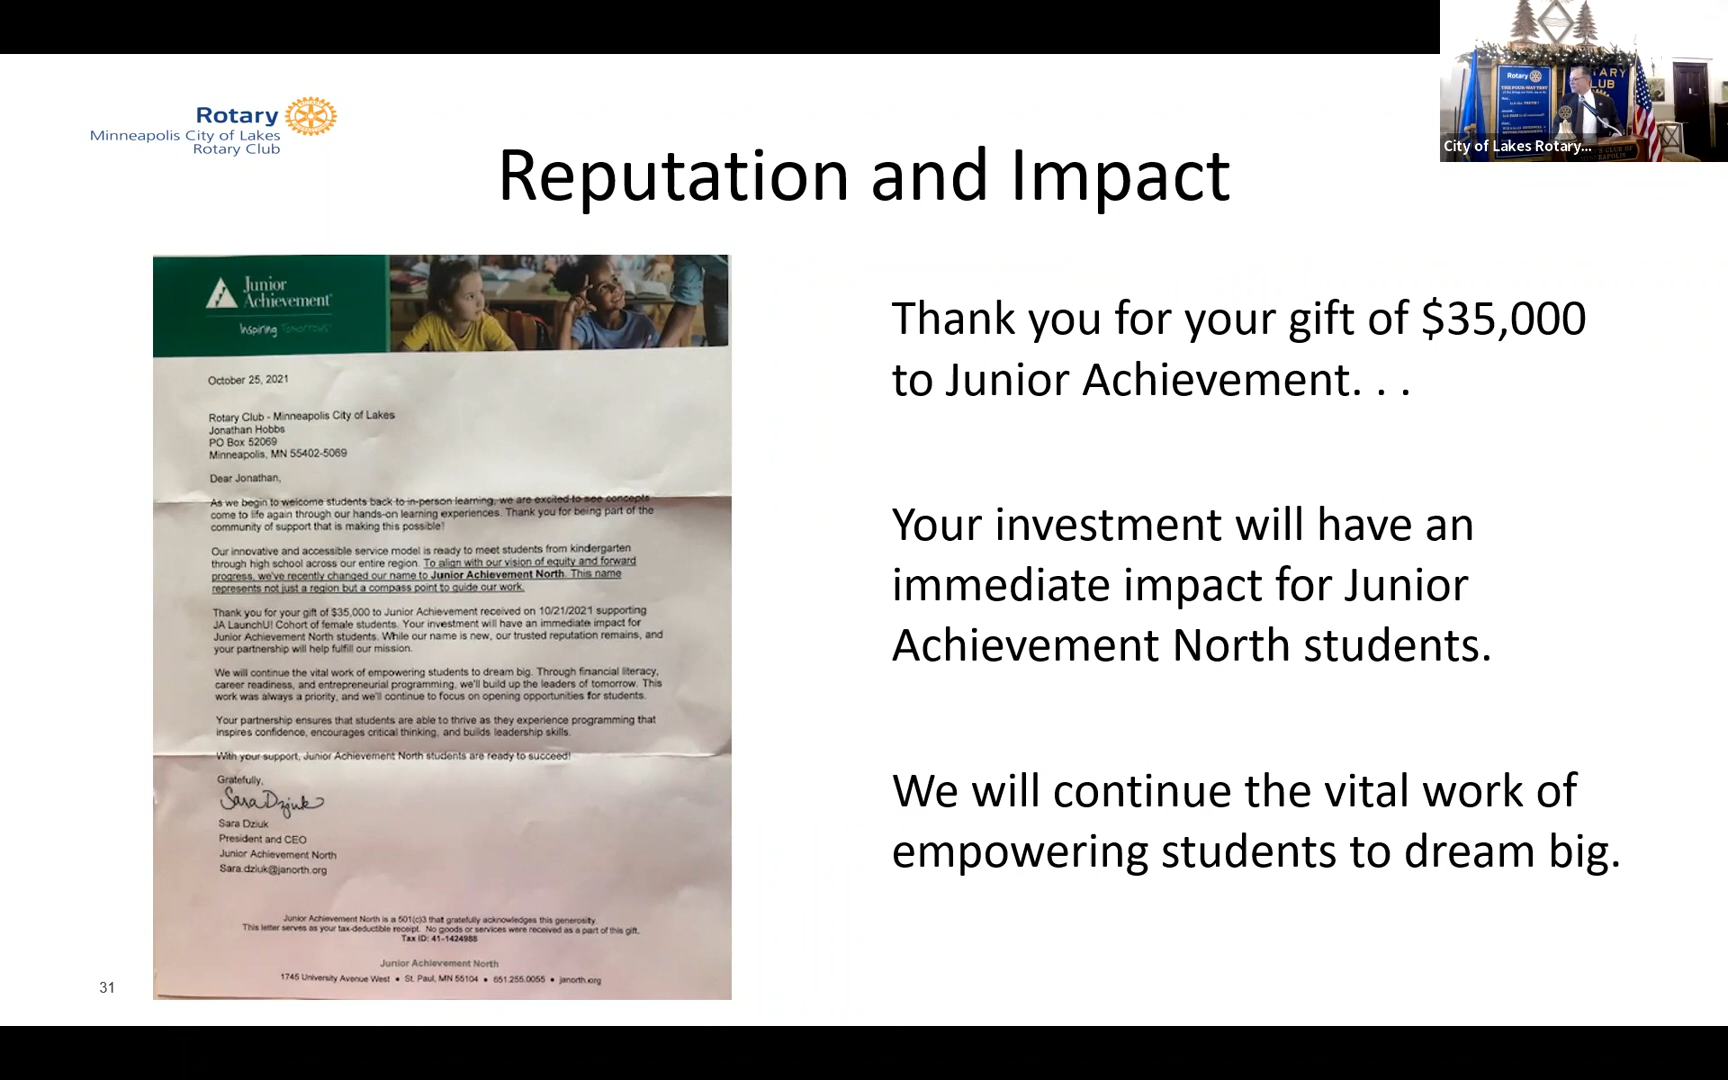 Rotary
Minneapolis City of Lakes
Rotary Club
Reputation and Impact
Rotary
THE FOUR-WAY TEST
ROTARY
CLUB
City of Lakes Rotary...
Junior
Achievement
Inspiring Tomorrows
October 25, 2021
Rotary Club - Minneapolis City of Lakes
Jonathan Hobbs
PO Box 52069
Minneapolis, MN 55402-5069
Dear Jonathan,
As we begin to welcome students back to in-person learning, we are excited to see concepts
come to life again through our hands-on learning experiences. Thank you for being part of the
community of support that is making this possible!
Our innovative and accessible service model is ready to meet students from kindergarten
through high school across our entire region. To align with our vision of equity and forward
progress, we've recently changed our name to Junior Achievement North. This name
represents not just a region but a compass point to guide our work.
Thank you for your gift of $35,000 to Junior Achievement received on 10/21/2021 supporting
JA LaunchU! Cohort of female students. Your investment will have an immediate impact for
Junior Achievement North students. While our name is new, our trusted reputation remains, and
your partnership will help fulfill our mission.
We will continue the vital work of empowering students to dream big. Through financial literacy,
career readiness, and entrepreneurial programming, we'll build up the leaders of tomorrow. This
work was always a priority, and we'll continue to focus on opening opportunities for students.
Your partnership ensures that students are able to thrive as they experience programming that
inspires confidence, encourages critical thinking, and builds leadership skills.
With your support, Junior Achievement North students are ready to succeed!
Gratefully,
Sara Dziuk
Sara Dziuk
President and CEO
Junior Achievement North
Sara.dziuk@janorth.org
Junior Achievement North is a 501(c)3 that gratefully acknowledges this generosity.
This letter serves as your tax-deductible receipt. No goods or services were received as a part of this gift.
Tax ID: 41-1424988
Junior Achievement North
1745 University Avenue West • St. Paul, MN 55104 • 651.255.0055 • janorth.org
Thank you for your gift of $35,000
to Junior Achievement. . .
Your investment will have an
immediate impact for Junior
Achievement North students.
We will continue the vital work of
empowering students to dream big.
31